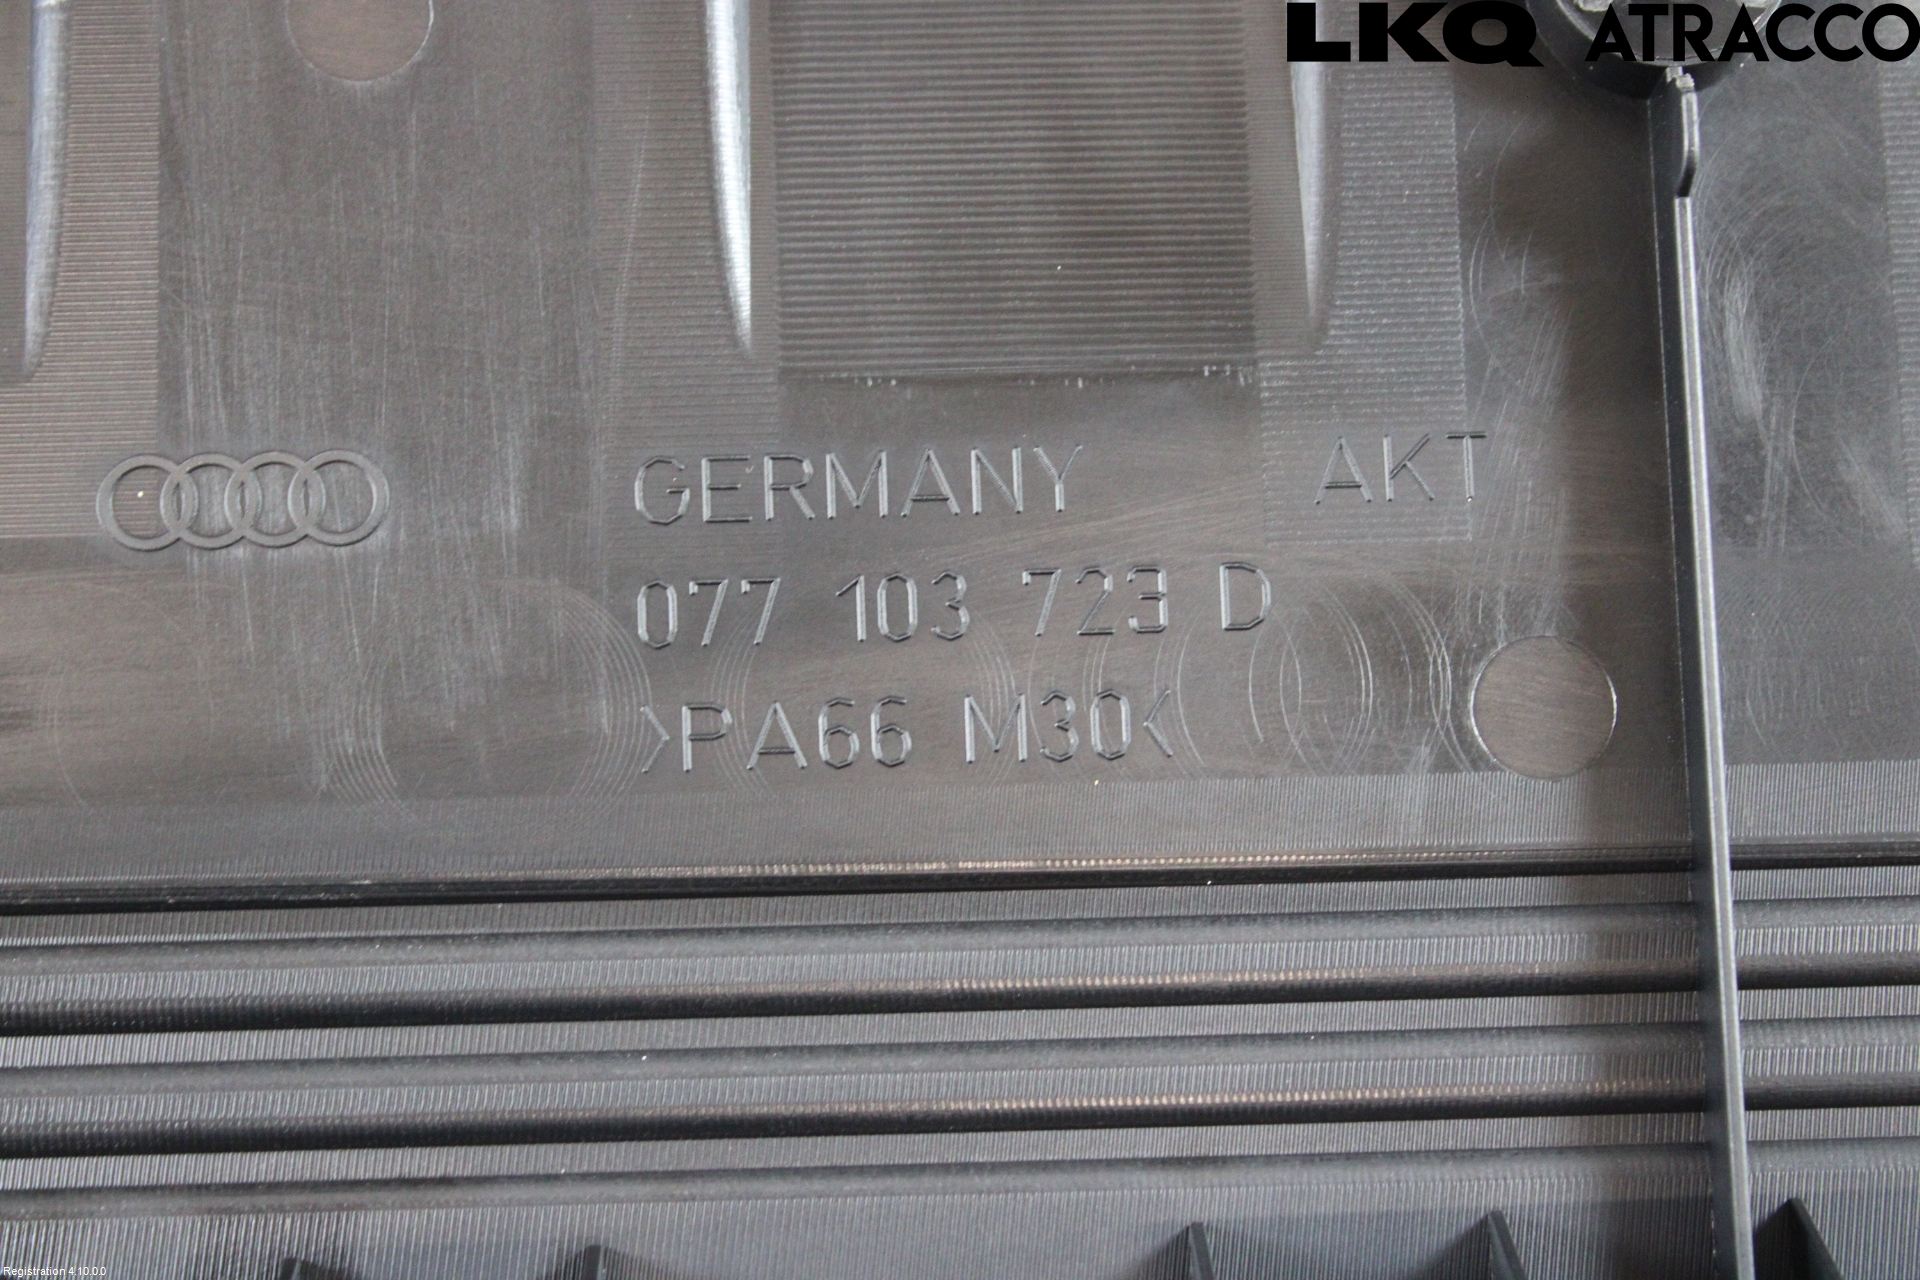 LKQ ATRACCO
GERMANY AKT
077 103 723 D
>PA66 M30<
Registration 4.10.0.0